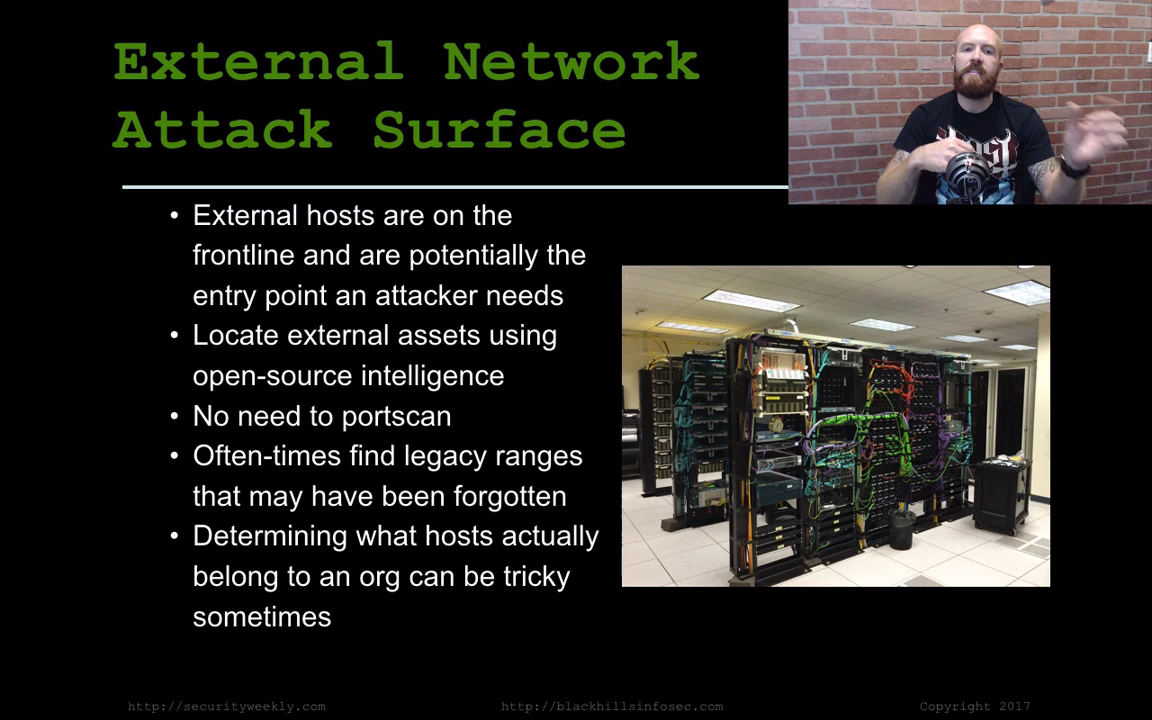 External Network
Attack Surface
• External hosts are on the
frontline and are potentially the
entry point an attacker needs
• Locate external assets using
open-source intelligence
• No need to portscan
• Often-times find legacy ranges
that may have been forgotten
• Determining what hosts actually
belong to an org can be tricky
sometimes
http://securityweekly.com
http://blackhillsinfosec.com
Copyright 2017